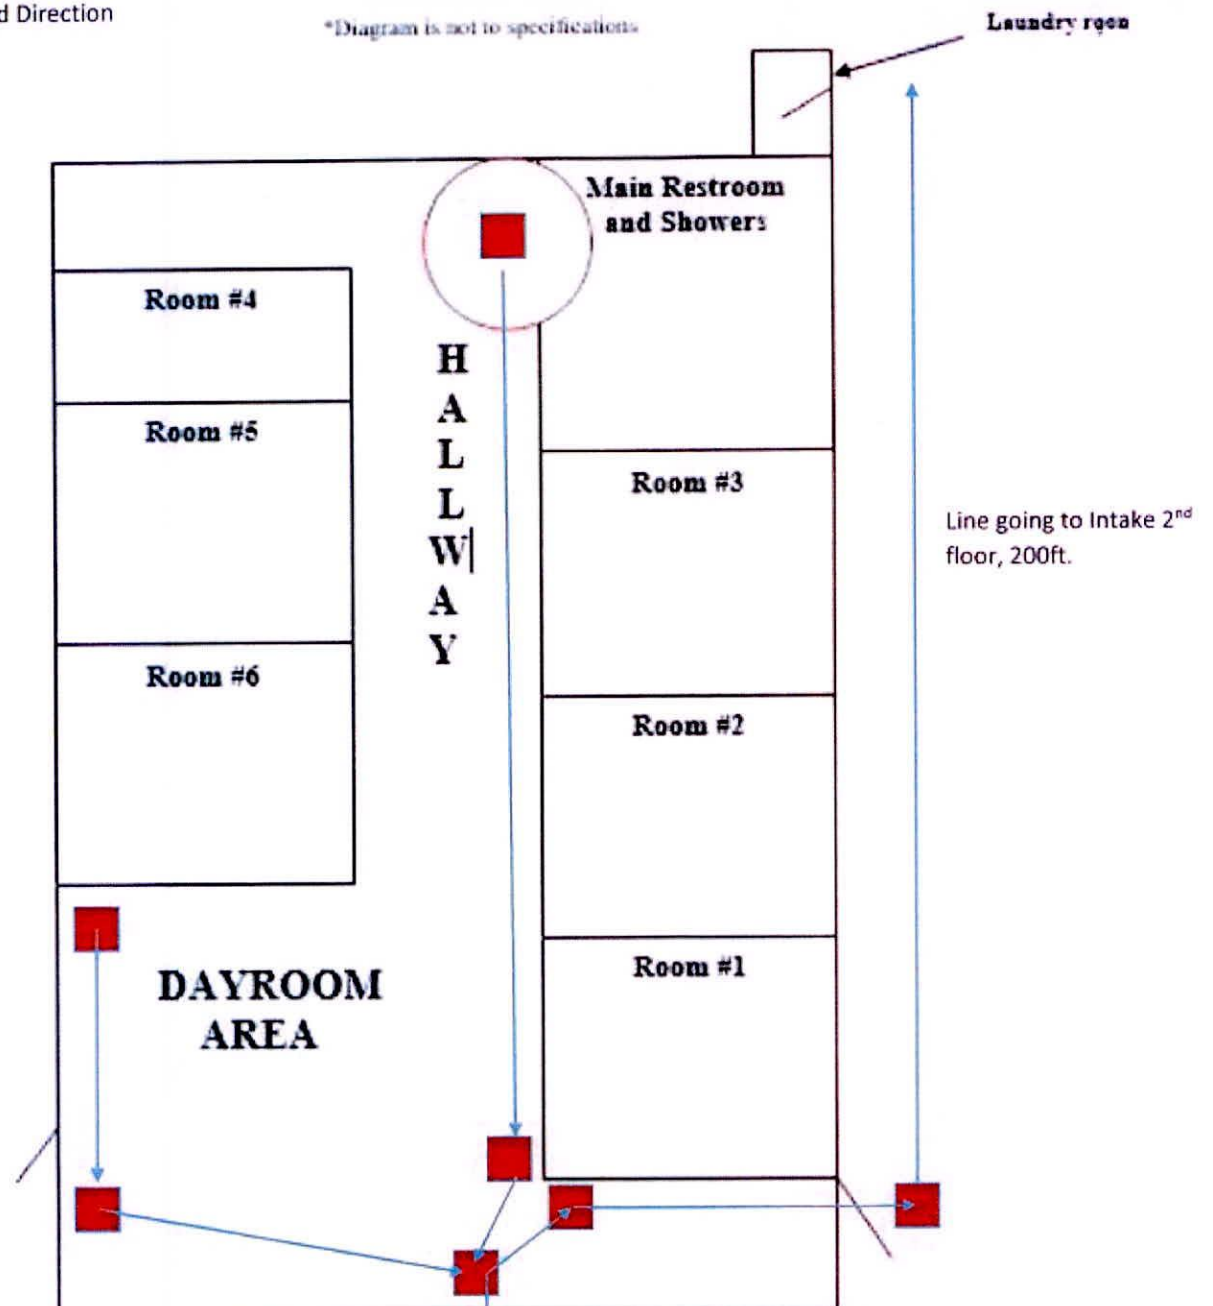 d Direction
*Diagram is not to specifications
Laundry room
Main Restroom
and Showers
Room #4
H
A
L
L
W
A
Y
Room #5
Room #3
Line going to Intake 2nd
floor, 200ft.
Room #6
Room #2
DAYROOM
AREA
Room #1